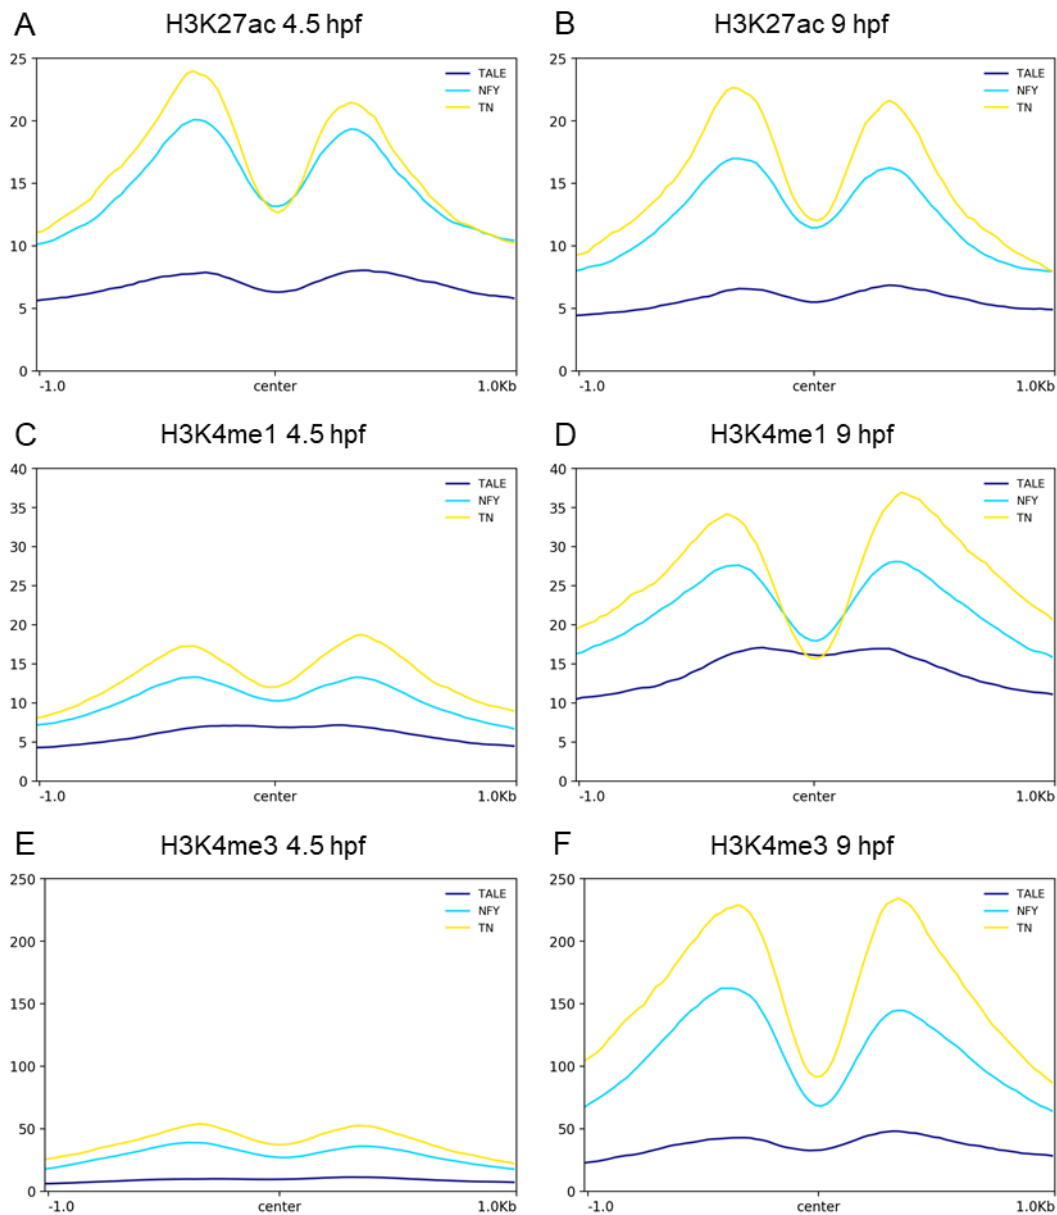 A
H3K27ac 4.5 hpf
25
20
15
10
5
0
TALE
NFY
TN
-1.0
center
1.0Kb
B
H3K27ac 9 hpf
25
20
15
10
5
0
TALE
NFY
TN
-1.0
center
1.0Kb
C
H3K4me1 4.5 hpf
40
35
30
25
20
15
10
5
0
TALE
NFY
TN
-1.0
center
1.0Kb
D
H3K4me1 9 hpf
40
35
30
25
20
15
10
5
0
TALE
NFY
TN
-1.0
center
1.0Kb
E
H3K4me3 4.5 hpf
250
200
150
100
50
0
TALE
NFY
TN
-1.0
center
1.0Kb
F
H3K4me3 9 hpf
250
200
150
100
50
0
TALE
NFY
TN
-1.0
center
1.0Kb